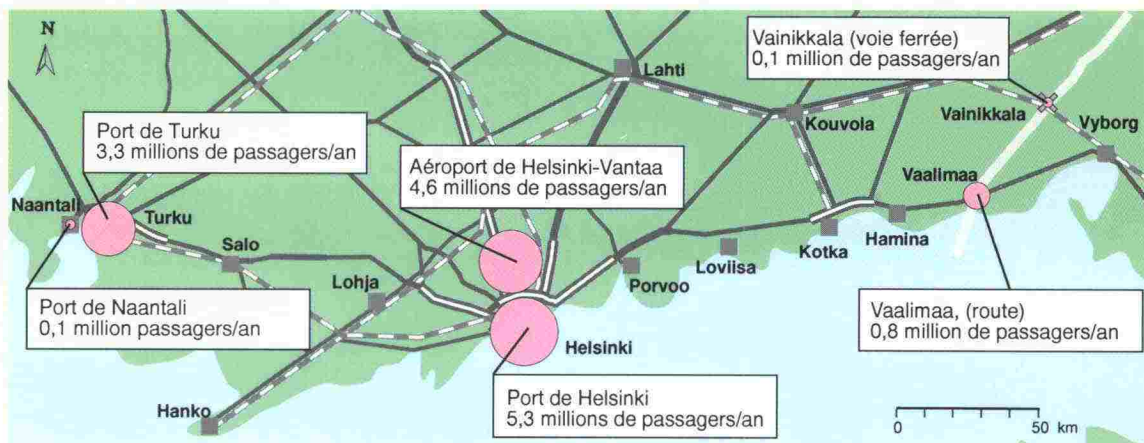 N
Vainikkala (voie ferrée)
0,1 million de passagers/an
Lahti
Port de Turku
3,3 millions de passagers/an
Aéroport de Helsinki-Vantaa
4,6 millions de passagers/an
Kouvola
Vainikkala
Vyborg
Vaalimaa
Naantali
Turku
Salo
Lohja
Porvoo
Loviisa
Kotka
Hamina
Port de Naantali
0,1 million passagers/an
Helsinki
Vaalimaa, (route)
0,8 million de passagers/an
Hanko
Port de Helsinki
5,3 millions de passagers/an
0 50 km